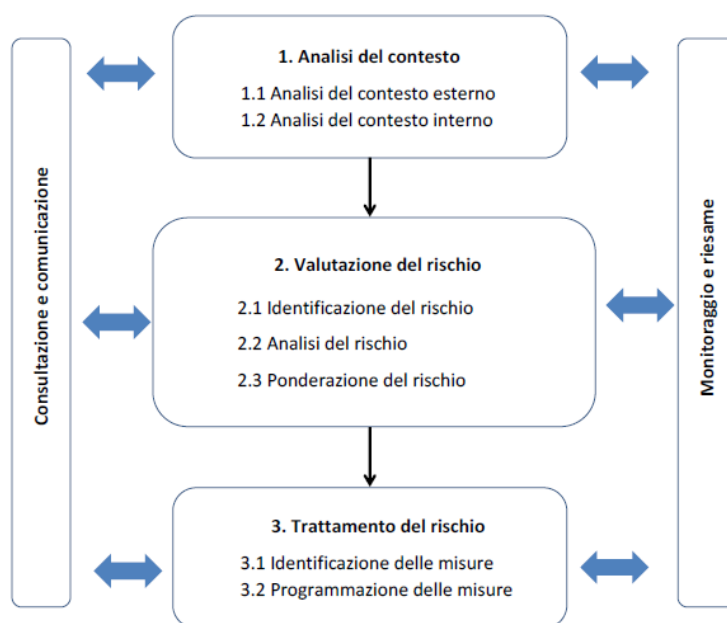 Consultazione e comunicazione
1. Analisi del contesto
1.1 Analisi del contesto esterno
1.2 Analisi del contesto interno
2. Valutazione del rischio
2.1 Identificazione del rischio
2.2 Analisi del rischio
2.3 Ponderazione del rischio
3. Trattamento del rischio
3.1 Identificazione delle misure
3.2 Programmazione delle misure
Monitoraggio e riesame